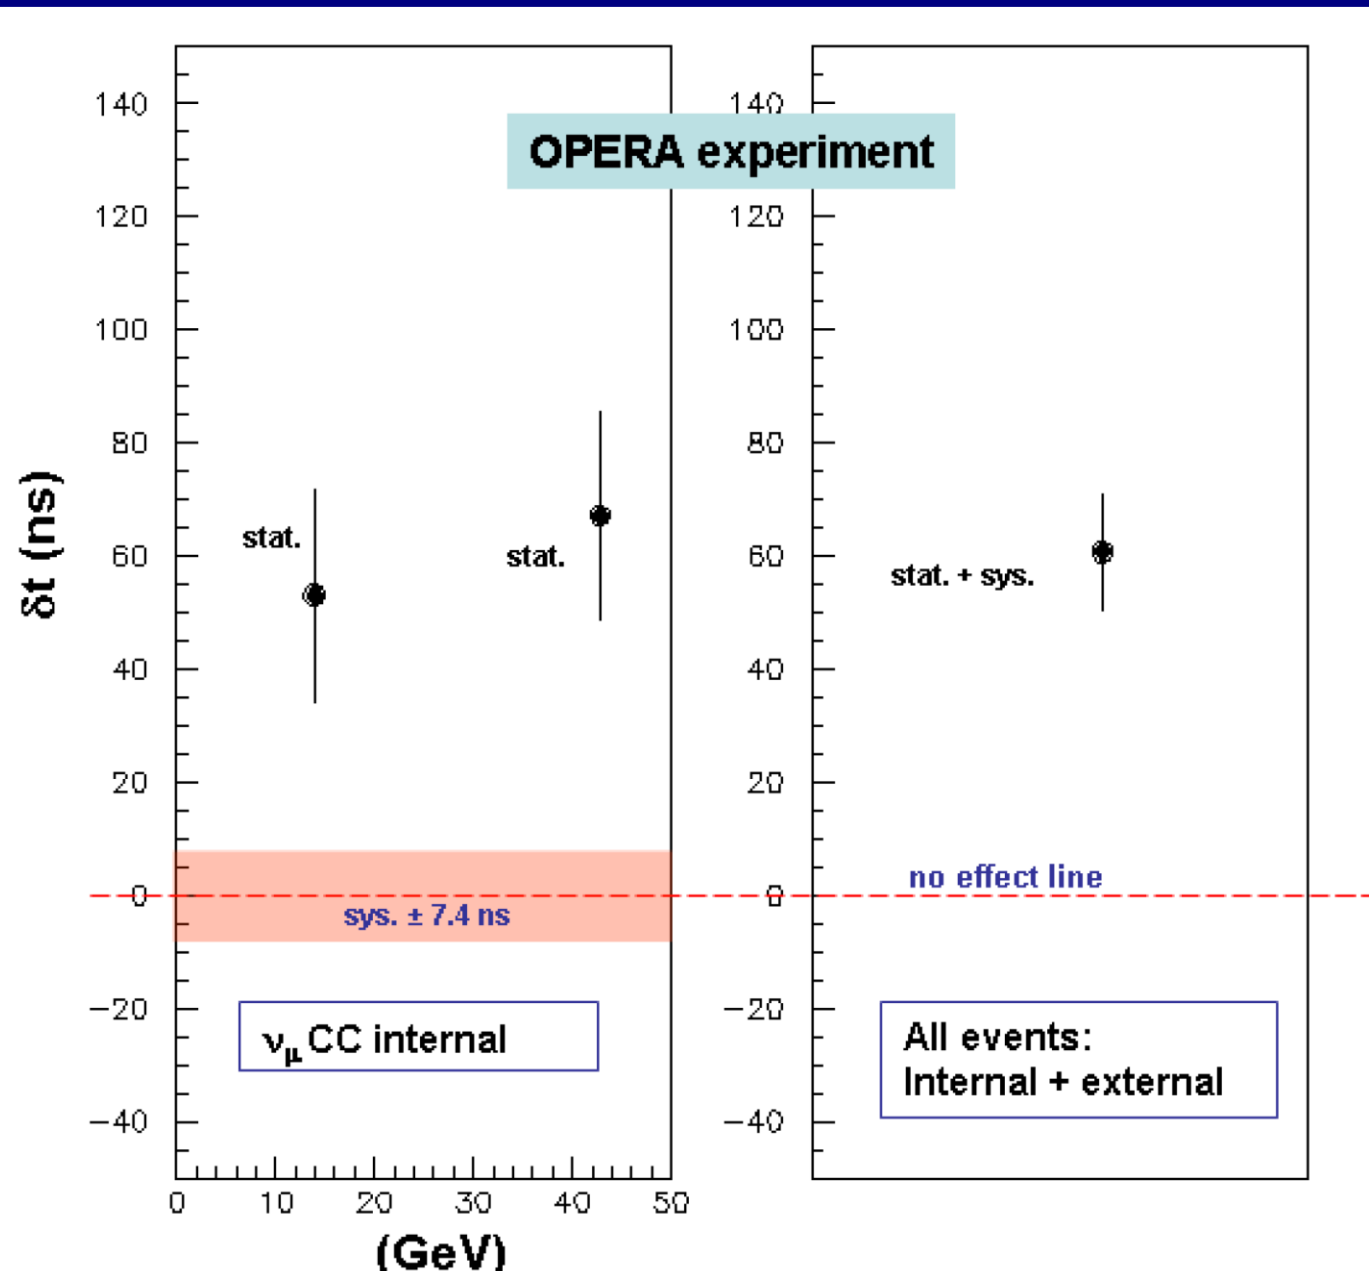 OPERA experiment
δt (ns)
140
120
100
80
60
40
20
0
−20
−40
stat.
stat.
sys. ± 7.4 ns
νμ CC internal
0 10 20 30 40 50
(GeV)
140
120
100
80
60
40
20
0
−20
−40
stat. + sys.
no effect line
All events:
Internal + external